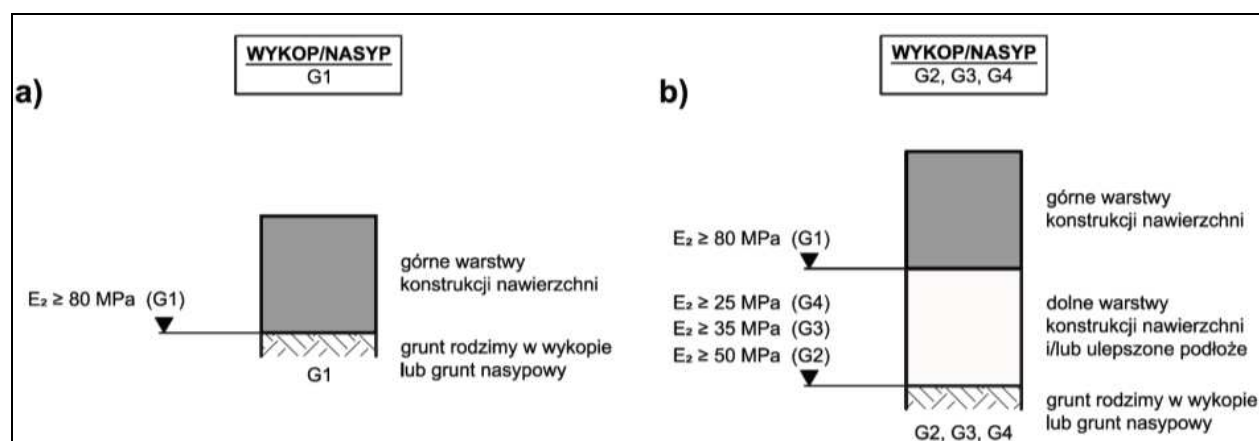 WYKOP/NASYP
G1
a)
E₂ ≥ 80 MPa (G1)
górne warstwy
konstrukcji nawierzchni
grunt rodzimy w wykopie
lub grunt nasypowy
G1
WYKOP/NASYP
G2, G3, G4
b)
górne warstwy
konstrukcji nawierzchni
E₂ ≥ 80 MPa (G1)
E₂ ≥ 25 MPa (G4)
E₂ ≥ 35 MPa (G3)
E₂ ≥ 50 MPa (G2)
dolne warstwy
konstrukcji nawierzchni
i/lub ulepszone podłoże
grunt rodzimy w wykopie
lub grunt nasypowy
G2, G3, G4